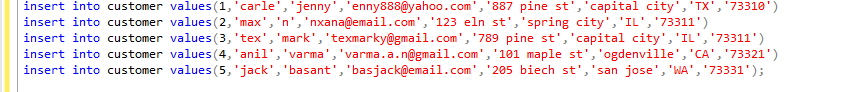 insert into customer values(1,'carle','jenny','enny888@yahoo.com','887 pine st','capital city','TX','73310')
insert into customer values(2,'max','n','nxana@email.com','123 eln st','spring city','IL','73311')
insert into customer values(3,'tex','mark','texmarky@gmail.com','789 pine st','capital city','IL','73311')
insert into customer values(4,'anil','varma','varma.a.n@gmail.com','101 maple st','ogdenville','CA','73321')
insert into customer values(5,'jack','basant','basjack@email.com','205 biech st','san jose','WA','73331');